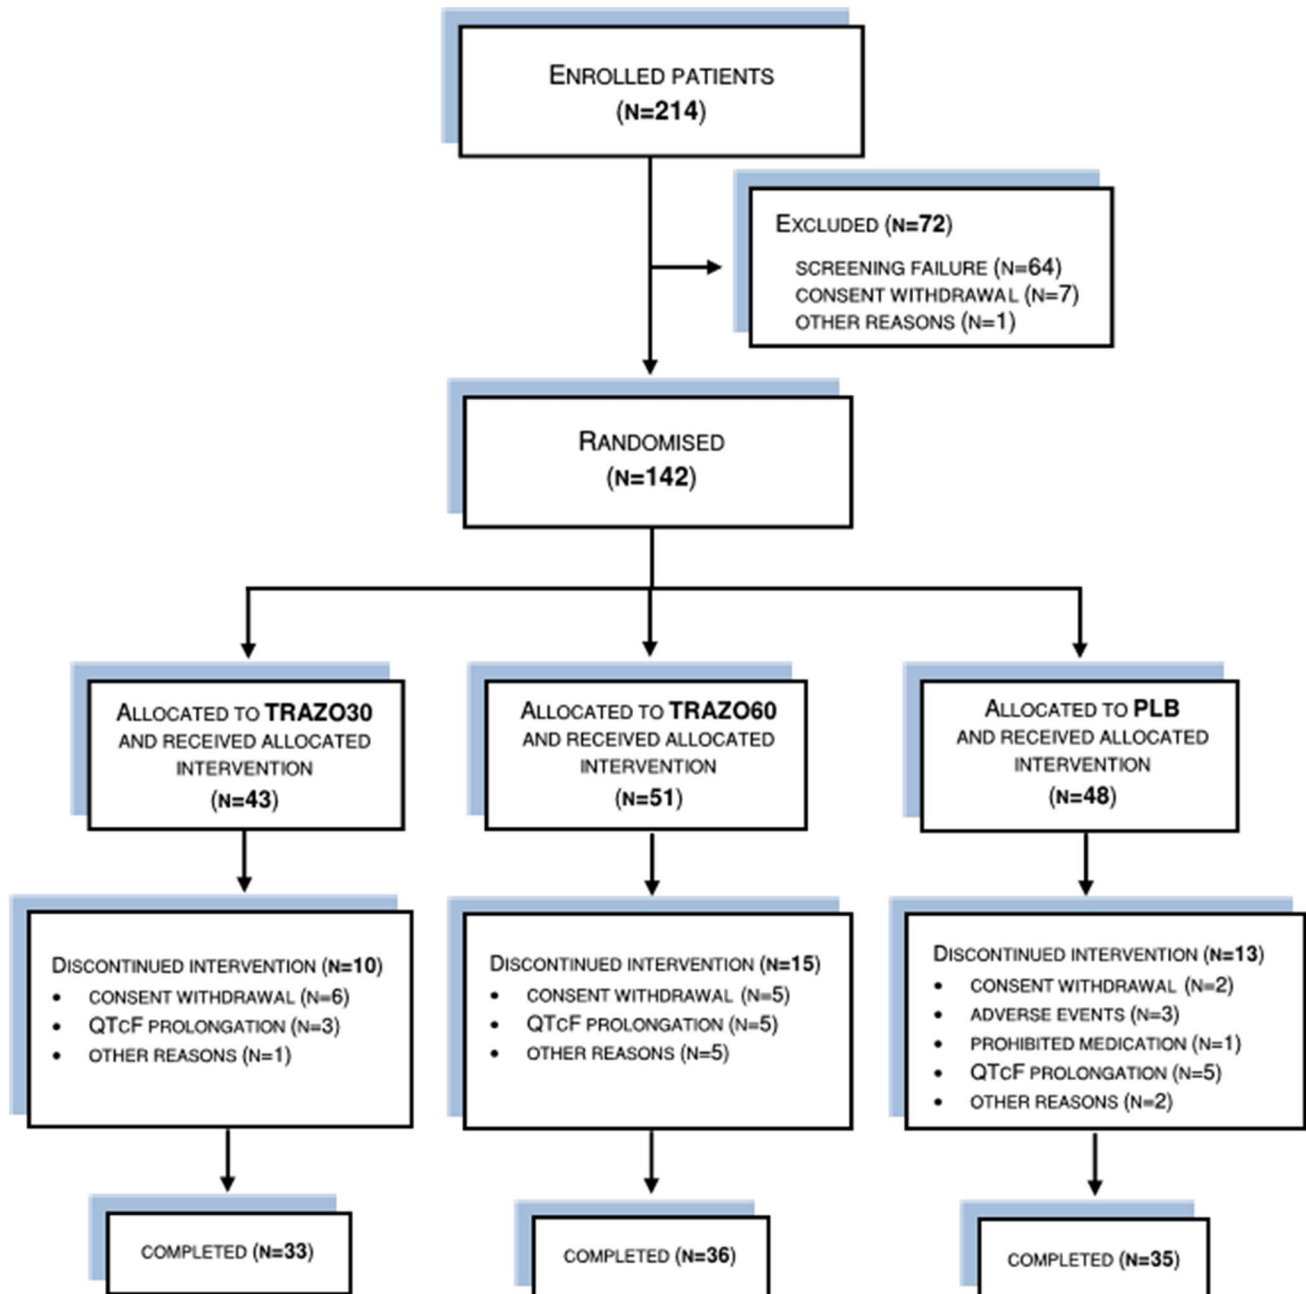 ENROLLED PATIENTS
(N=214)
EXCLUDED (N=72)
SCREENING FAILURE (N=64)
CONSENT WITHDRAWAL (N=7)
OTHER REASONS (N=1)
RANDOMISED
(N=142)
ALLOCATED TO TRAZO30
AND RECEIVED ALLOCATED
INTERVENTION
(N=43)
ALLOCATED TO TRAZO60
AND RECEIVED ALLOCATED
INTERVENTION
(N=51)
ALLOCATED TO PLB
AND RECEIVED ALLOCATED
INTERVENTION
(N=48)
DISCONTINUED INTERVENTION (N=10)
• CONSENT WITHDRAWAL (N=6)
• QTCF PROLONGATION (N=3)
• OTHER REASONS (N=1)
DISCONTINUED INTERVENTION (N=15)
• CONSENT WITHDRAWAL (N=5)
• QTCF PROLONGATION (N=5)
• OTHER REASONS (N=5)
DISCONTINUED INTERVENTION (N=13)
• CONSENT WITHDRAWAL (N=2)
• ADVERSE EVENTS (N=3)
• PROHIBITED MEDICATION (N=1)
• QTCF PROLONGATION (N=5)
• OTHER REASONS (N=2)
COMPLETED (N=33)
COMPLETED (N=36)
COMPLETED (N=35)